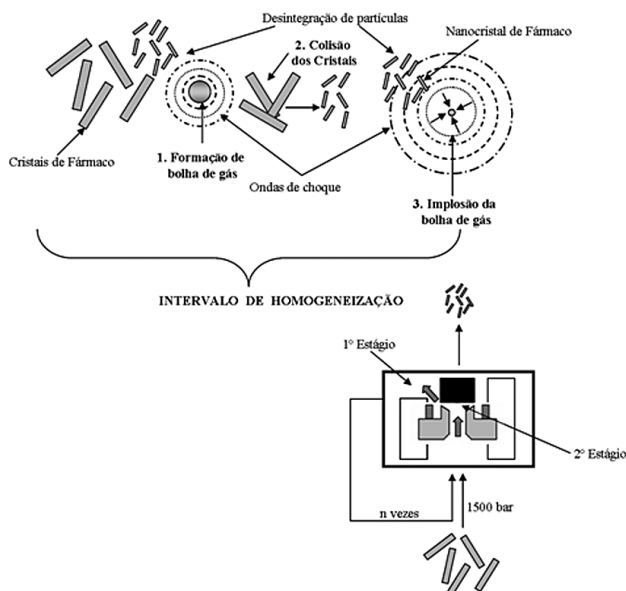 Desintegração de partículas
Nanocristal de Fármaco
2. Colisão
dos Cristais
Cristais de Fármaco
1. Formação de
bolha de gás
Ondas de choque
3. Implosão da
bolha de gás
INTERVALO DE HOMOGENEIZAÇÃO
1° Estágio
2° Estágio
n vezes
1500 bar